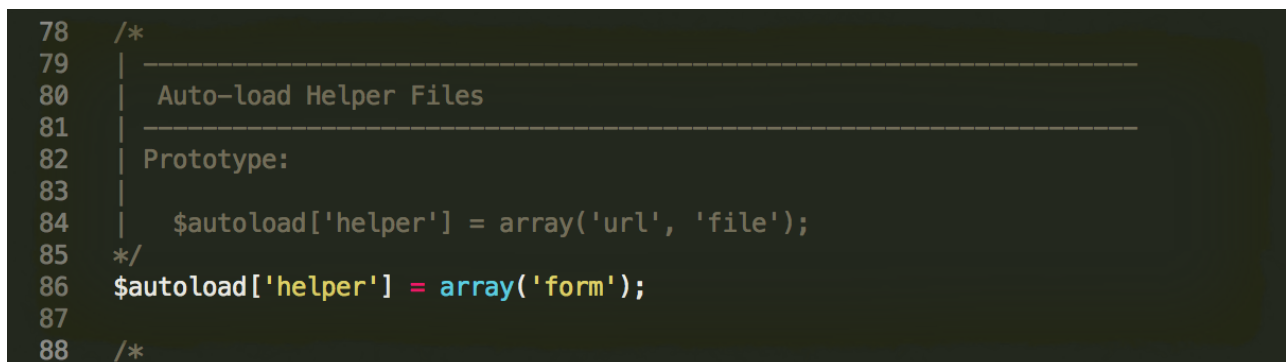 78 /*
79 | -------------------------------------------------------------------
80 | Auto-load Helper Files
81 | -------------------------------------------------------------------
82 | Prototype:
83 |
84 | $autoload['helper'] = array('url', 'file');
85 */
86 $autoload['helper'] = array('form');
87
88 /*